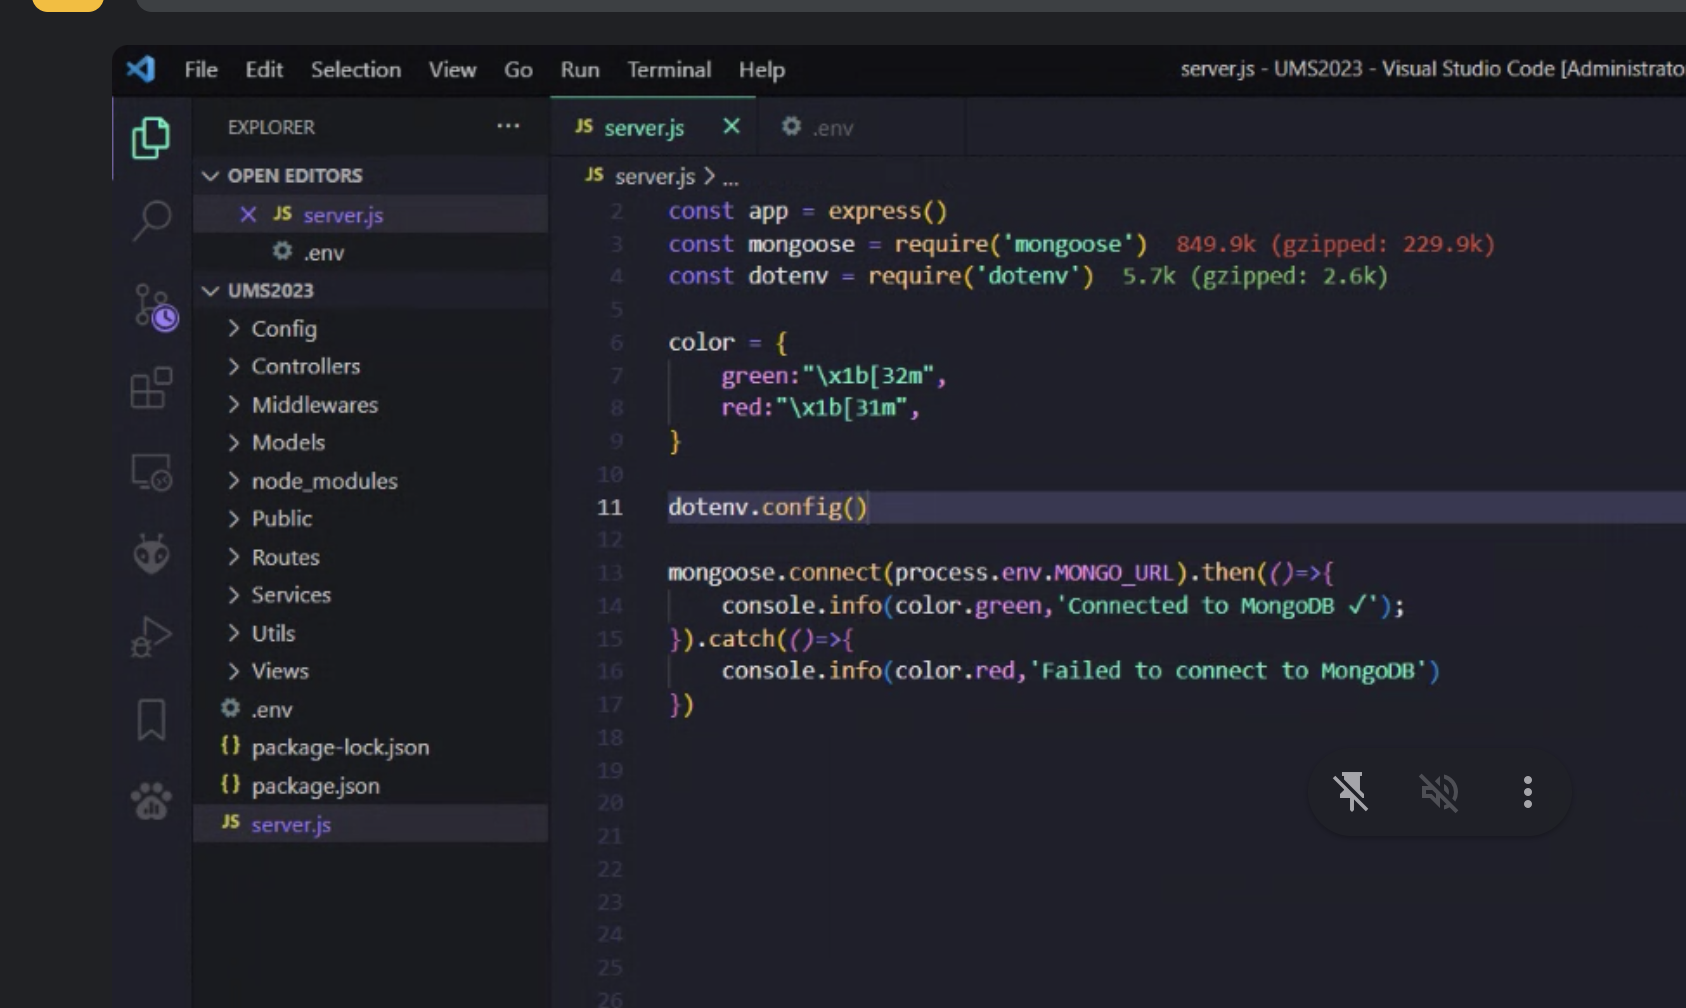 File Edit Selection View Go Run Terminal Help
server.js - UMS2023 - Visual Studio Code [Administrato
EXPLORER ...
OPEN EDITORS
JS server.js
.env
UMS2023
Config
Controllers
Middlewares
Models
node_modules
Public
Routes
Services
Utils
Views
.env
{} package-lock.json
{} package.json
JS server.js
JS server.js .env
JS server.js > ...
2 const app = express()
3 const mongoose = require('mongoose') 849.9k (gzipped: 229.9k)
4 const dotenv = require('dotenv') 5.7k (gzipped: 2.6k)
5
6 color = {
7 green:"\x1b[32m",
8 red:"\x1b[31m",
9 }
10
11 dotenv.config()
12
13 mongoose.connect(process.env.MONGO_URL).then(()=>{
14 console.info(color.green,'Connected to MongoDB ✓');
15 }).catch(()=>{
16 console.info(color.red,'Failed to connect to MongoDB')
17 })
18
19
20
21
22
23
24
25
26